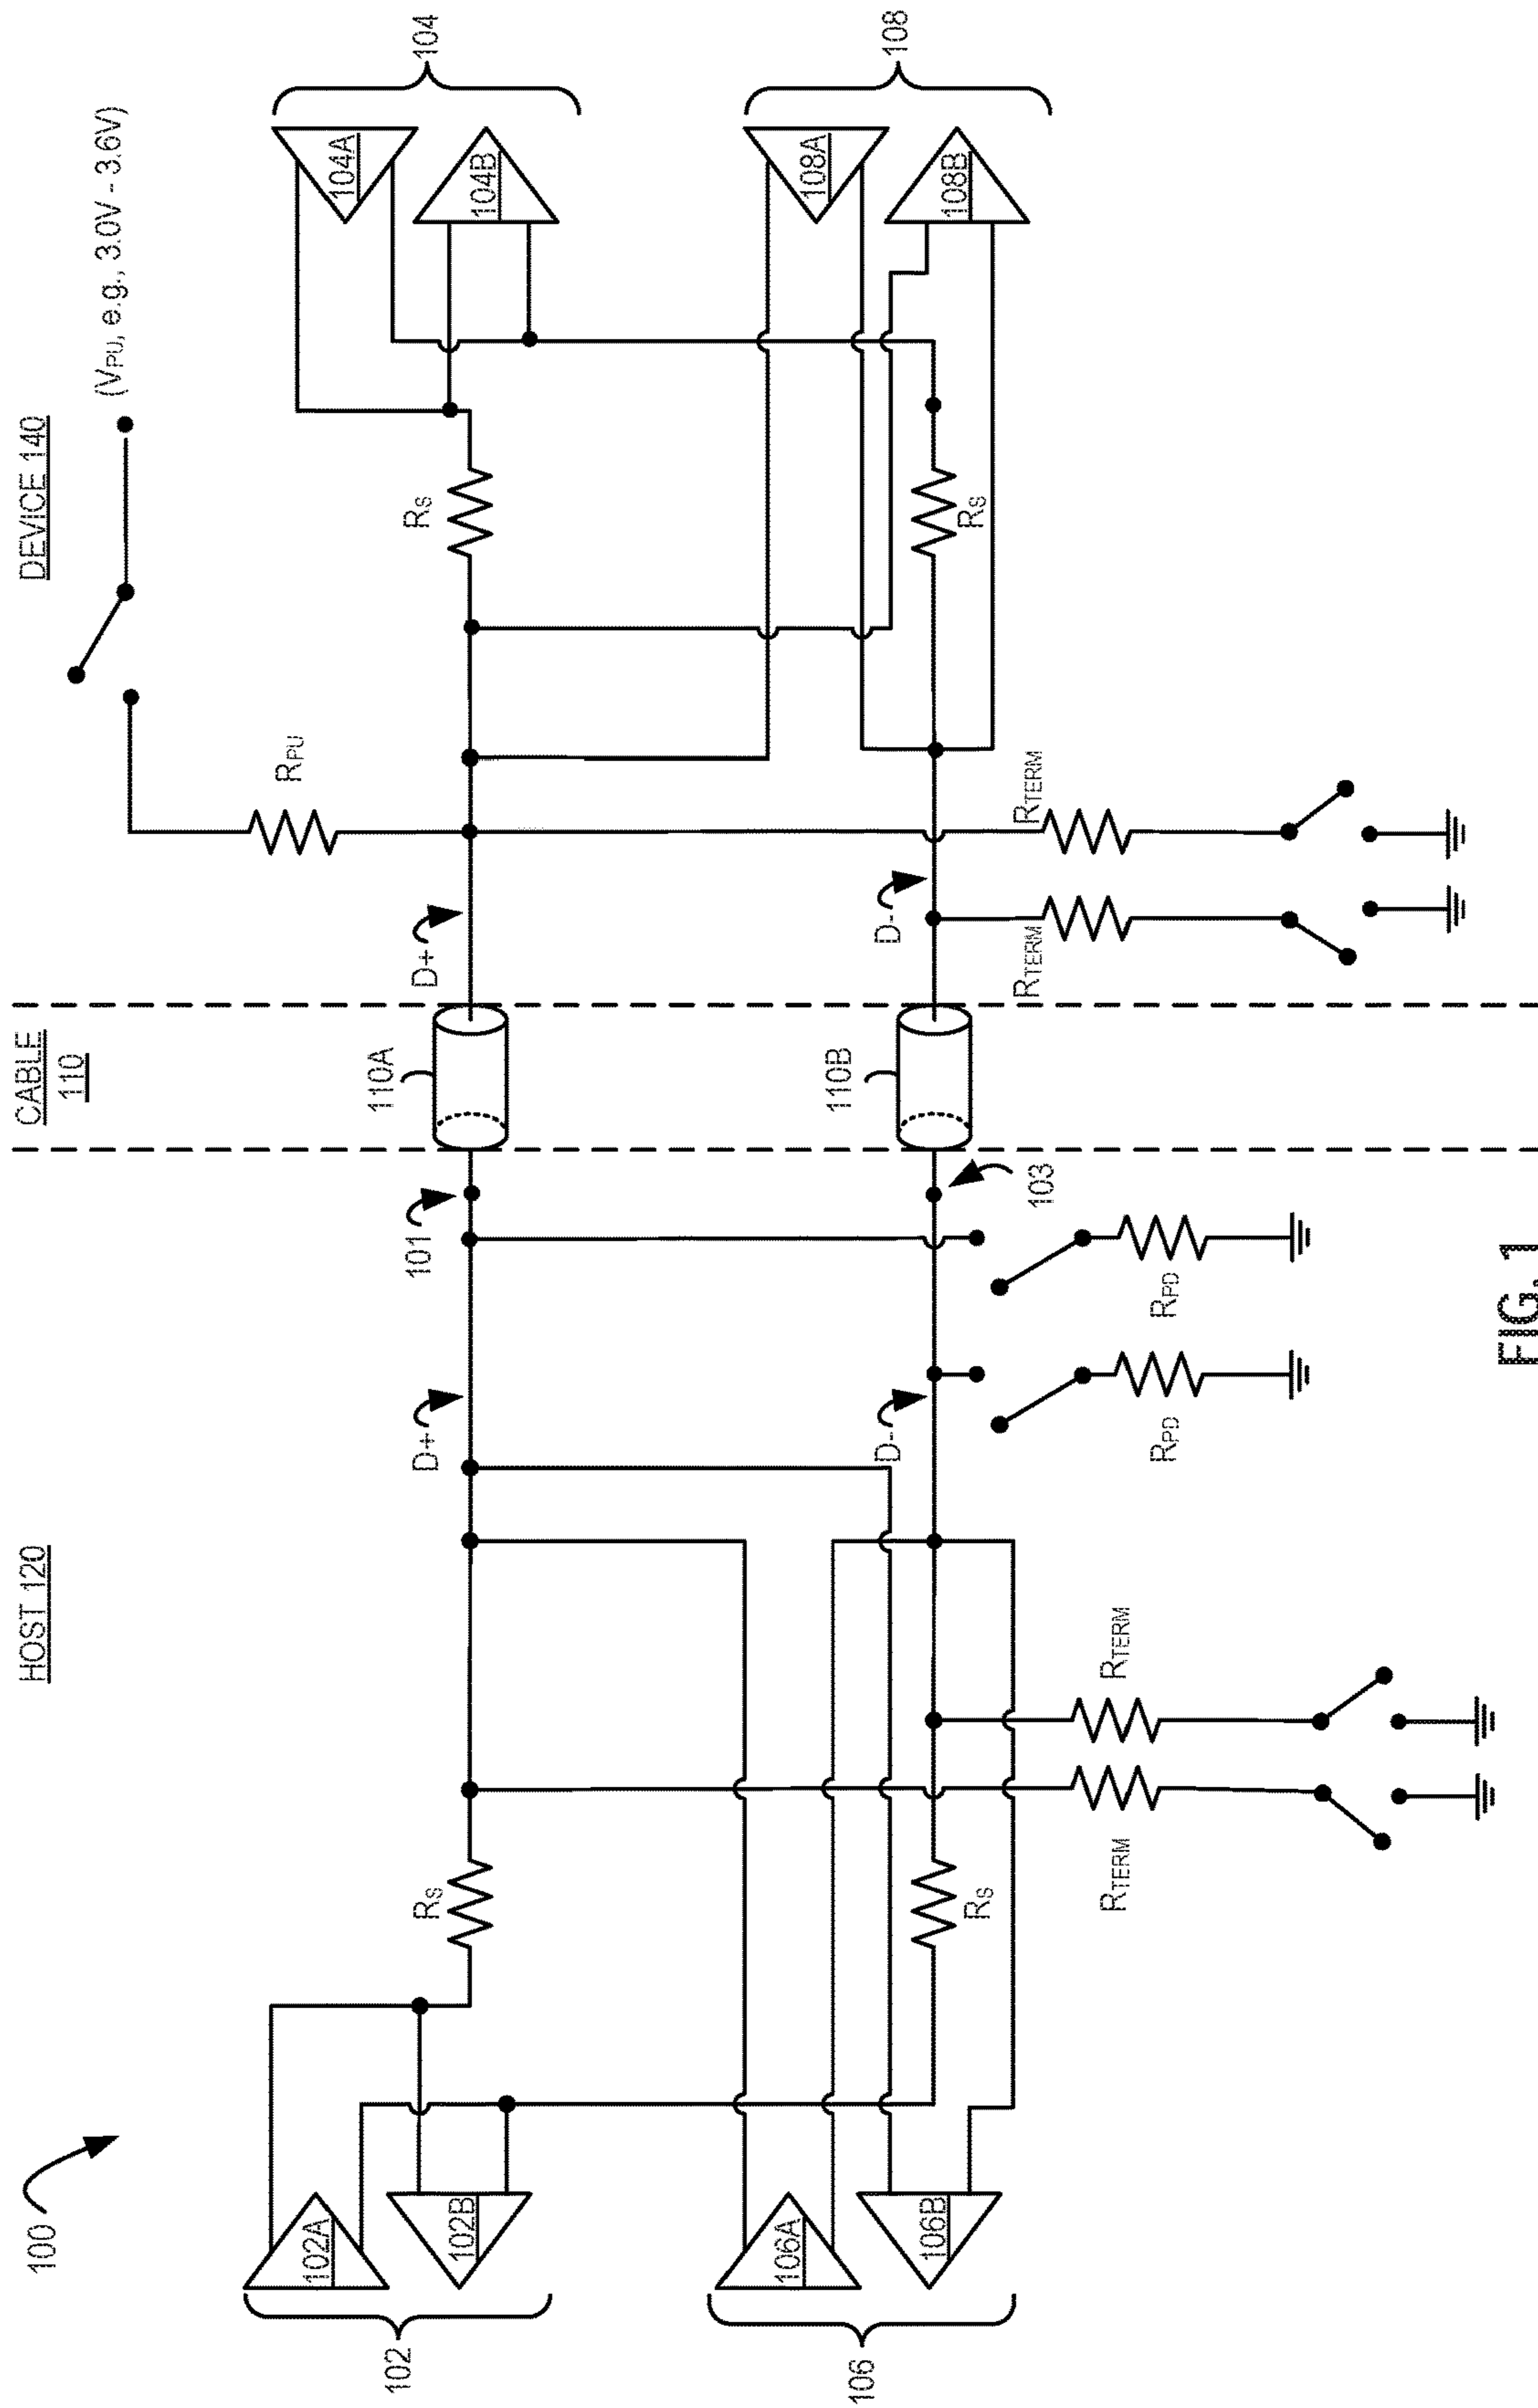 100
HOST 120
CABLE
110
DEVICE 140
(VPU, e.g., 3.0V - 3.6V)
RPU
102
102A
102B
RS
D+
101
110A
D+
RS
104A
104B
104
106
106A
106B
RS
D-
103
110B
D-
RS
108A
108B
108
RTERM
RTERM
RPD
RPD
RTERM
RTERM
FIG. 1